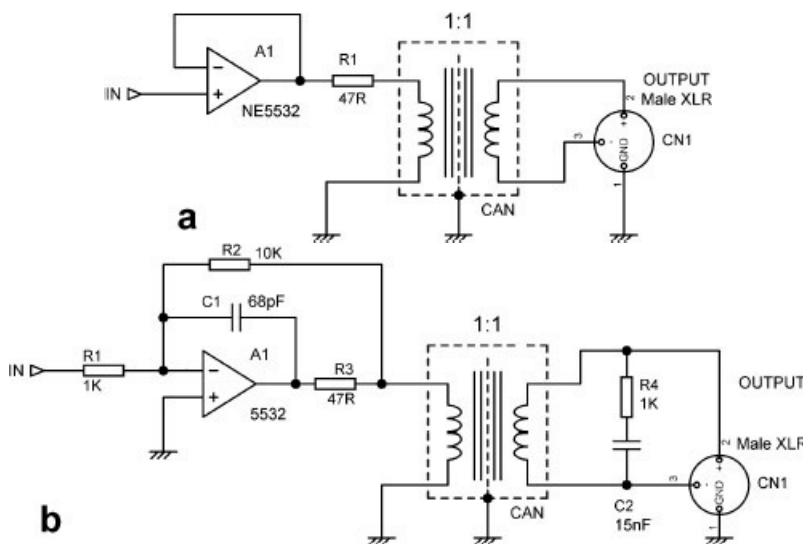 1:1
A1
R1
OUTPUT
Male XLR
IN
47R
NE5532
2
+
3
-
GND
CN1
1
CAN
a
R2 10K
C1 68pF
1:1
IN
R1
A1
R3
R4
1K
OUTPUT
1K
-
+
47R
5532
2
Male XLR
+
3
-
GND
CN1
C2
15nF
1
CAN
b